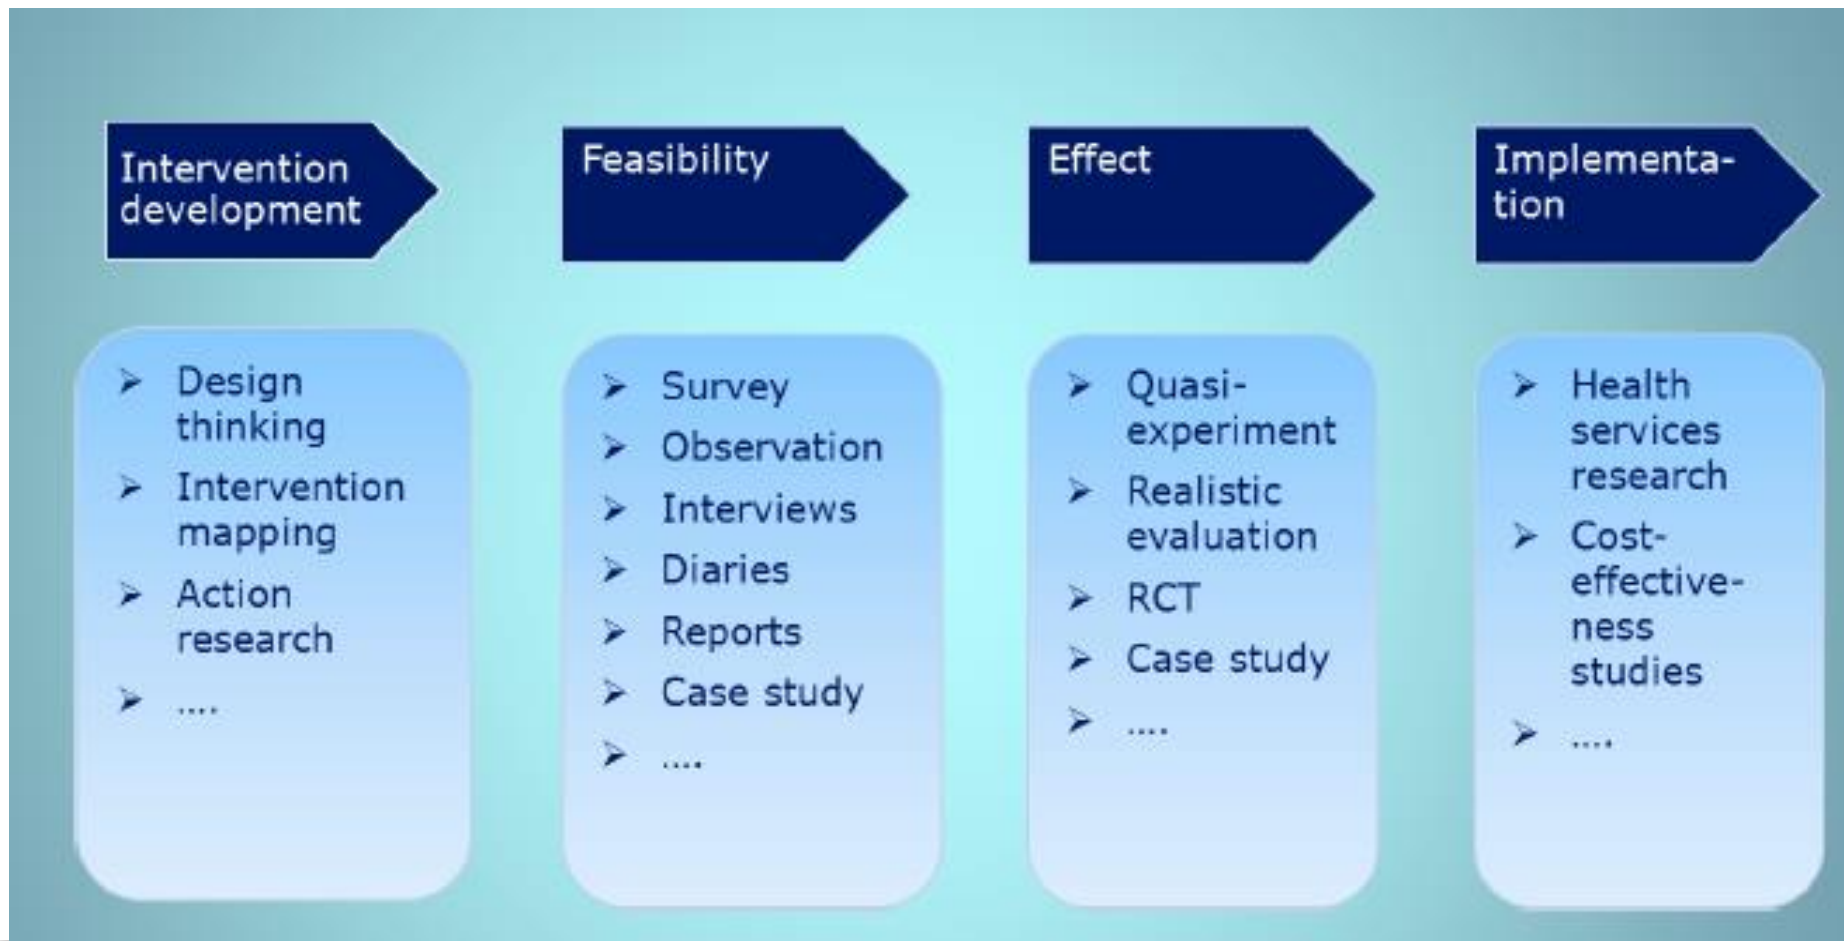 Intervention
development
Feasibility
Effect
Implementa-
tion
➢ Design
thinking
➢ Intervention
mapping
➢ Action
research
➢ ....
➢ Survey
➢ Observation
➢ Interviews
➢ Diaries
➢ Reports
➢ Case study
➢ ....
➢ Quasi-
experiment
➢ Realistic
evaluation
➢ RCT
➢ Case study
➢ ....
➢ Health
services
research
➢ Cost-
effective-
ness
studies
➢ ....